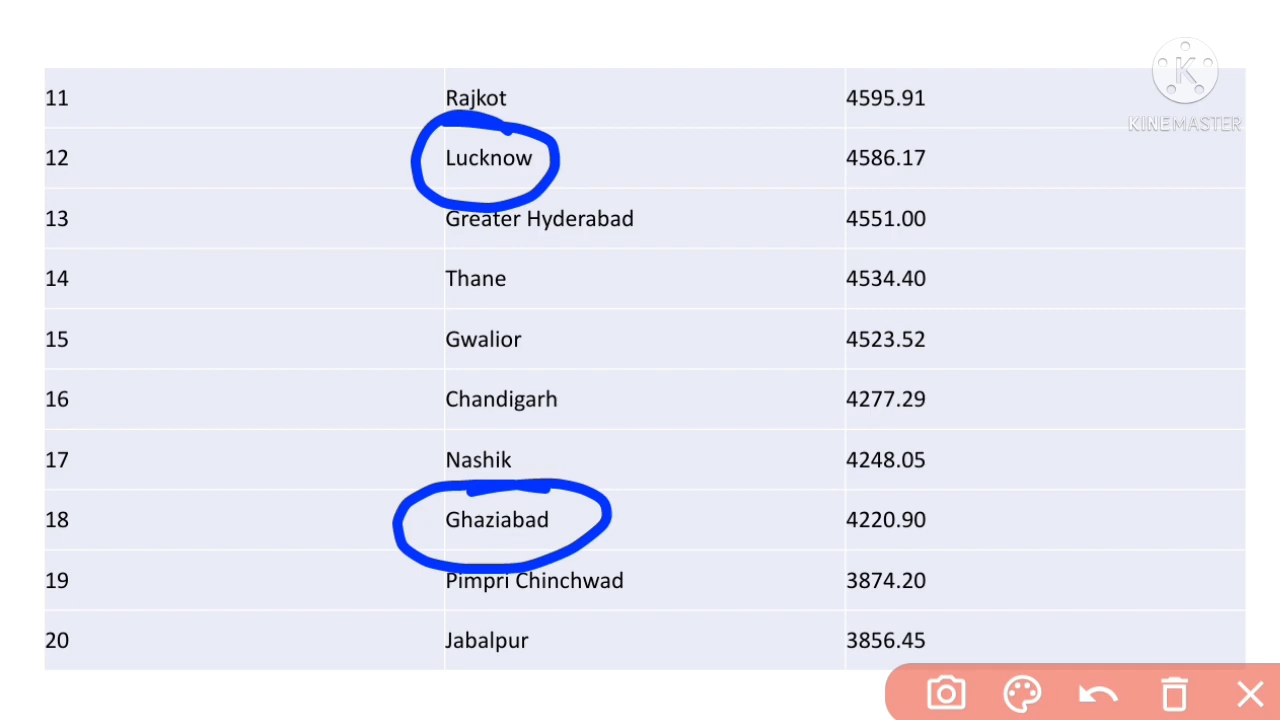 11 Rajkot 4595.91
KINEMASTER
12 Lucknow 4586.17
13 Greater Hyderabad 4551.00
14 Thane 4534.40
15 Gwalior 4523.52
16 Chandigarh 4277.29
17 Nashik 4248.05
18 Ghaziabad 4220.90
19 Pimpri Chinchwad 3874.20
20 Jabalpur 3856.45